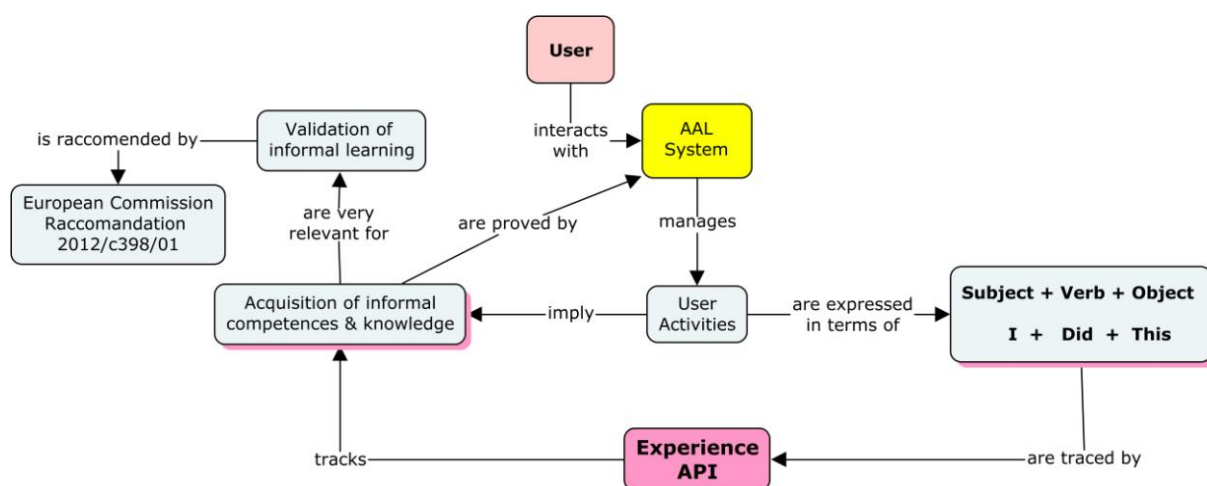 User
interacts
with
AAL
System
is raccomended by
Validation of
informal learning
European Commission
Raccomandation
2012/c398/01
are very
relevant for
are proved by
manages
Acquisition of informal
competences & knowledge
imply
User
Activities
are expressed
in terms of
Subject + Verb + Object
I + Did + This
tracks
Experience
API
are traced by